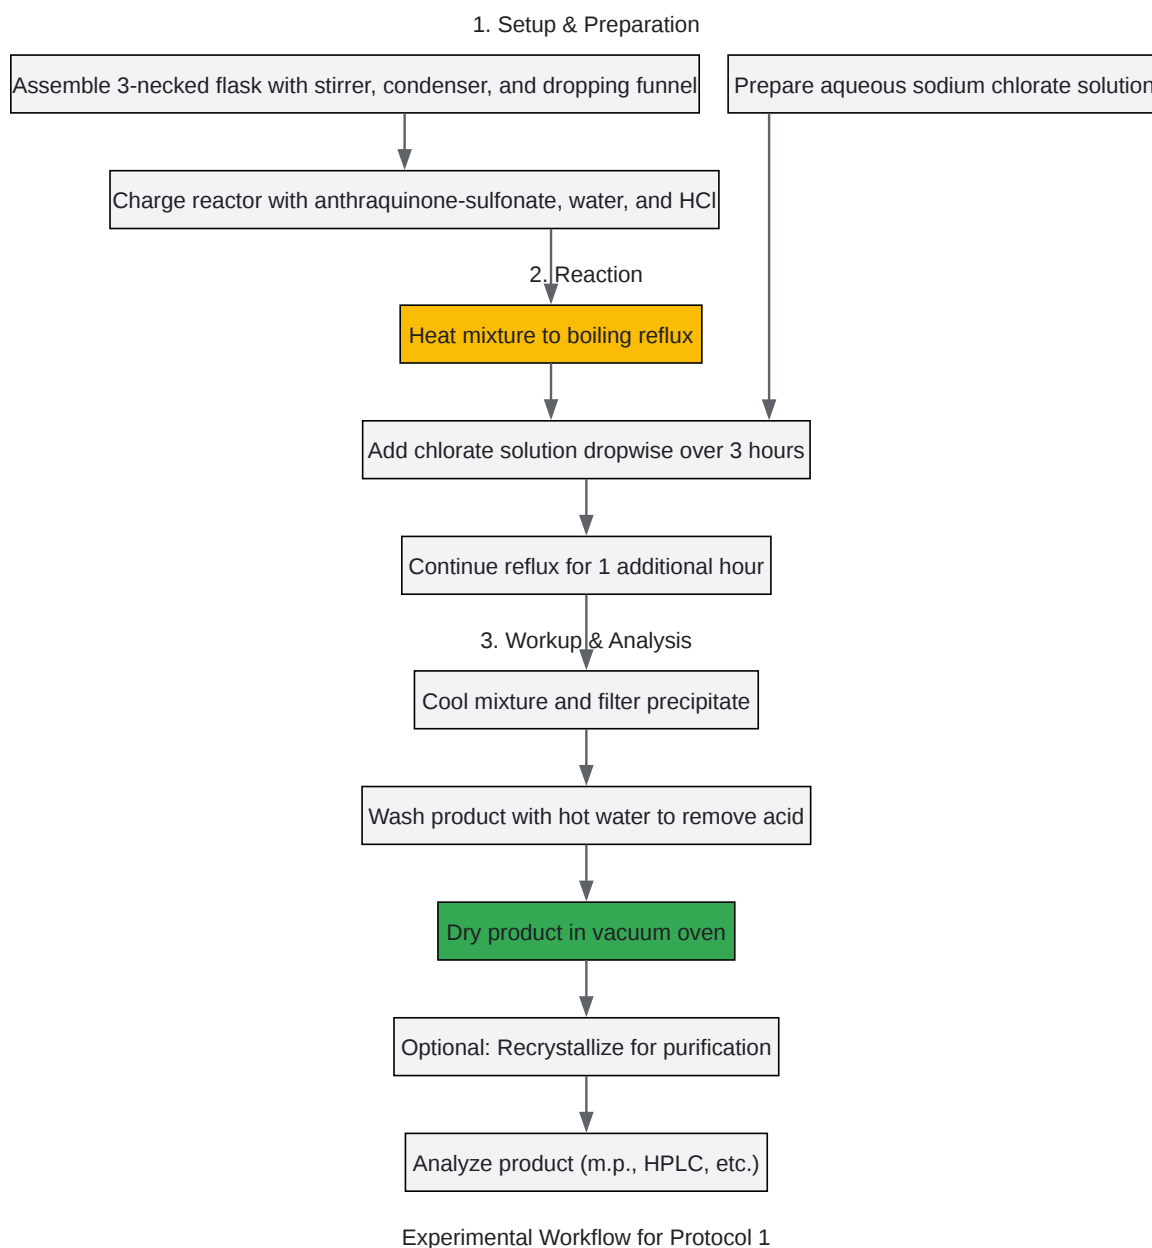 1. Setup & Preparation
Assemble 3-necked flask with stirrer, condenser, and dropping funnel
Prepare aqueous sodium chlorate solution
Charge reactor with anthraquinone-sulfonate, water, and HCl
2. Reaction
Heat mixture to boiling reflux
Add chlorate solution dropwise over 3 hours
Continue reflux for 1 additional hour
3. Workup & Analysis
Cool mixture and filter precipitate
Wash product with hot water to remove acid
Dry product in vacuum oven
Optional: Recrystallize for purification
Analyze product (m.p., HPLC, etc.)
Experimental Workflow for Protocol 1